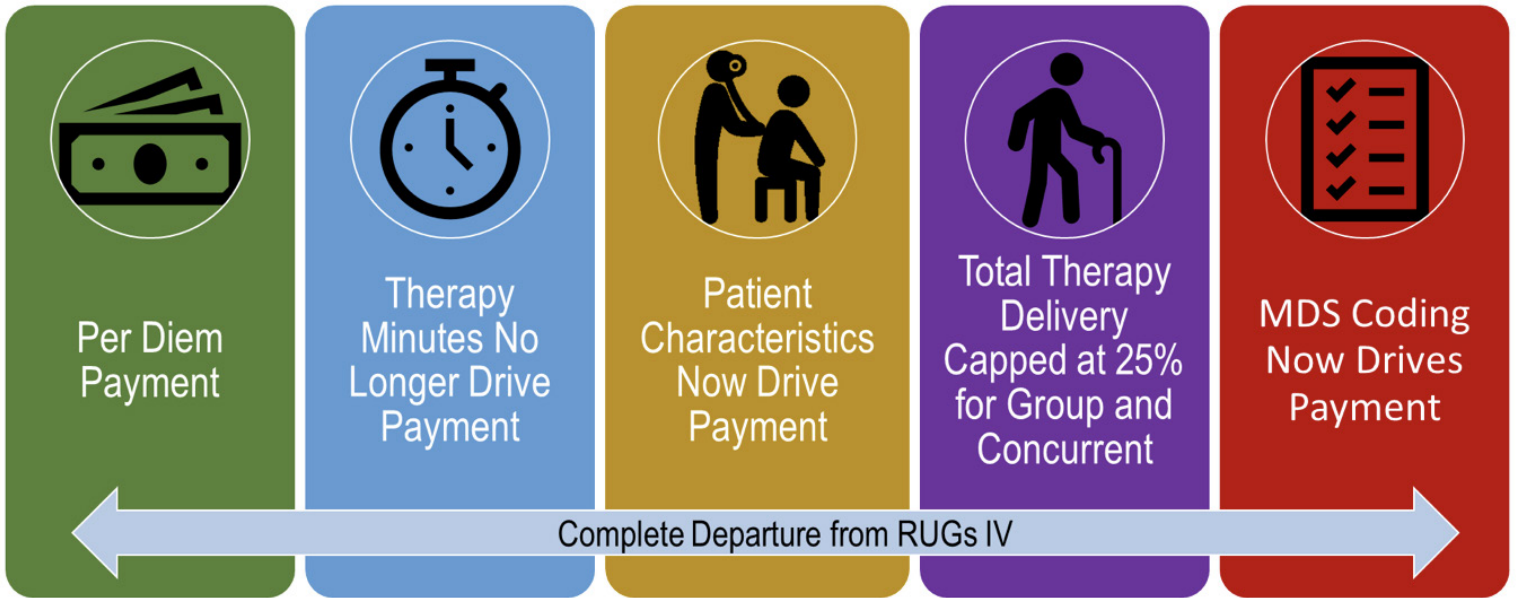 Per Diem
Payment
Therapy
Minutes No
Longer Drive
Payment
Patient
Characteristics
Now Drive
Payment
Total Therapy
Delivery
Capped at 25%
for Group and
Concurrent
MDS Coding
Now Drives
Payment
Complete Departure from RUGs IV